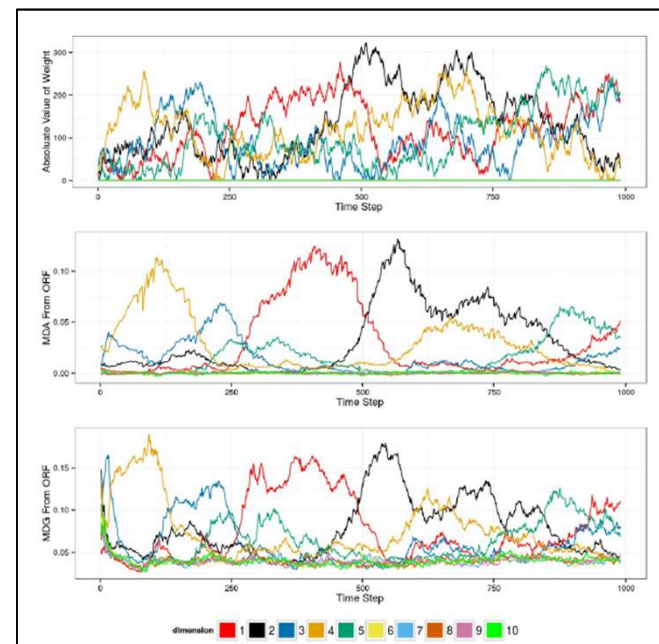 Absoluate Value of Weight
300
200
100
0
0 250 500 750 1000
Time Step
MDA From ORF
0.10
0.05
0.00
0 250 500 750 1000
Time Step
MDG From ORF
0.15
0.10
0.05
0 250 500 750 1000
Time Step
dimension 1 2 3 4 5 6 7 8 9 10